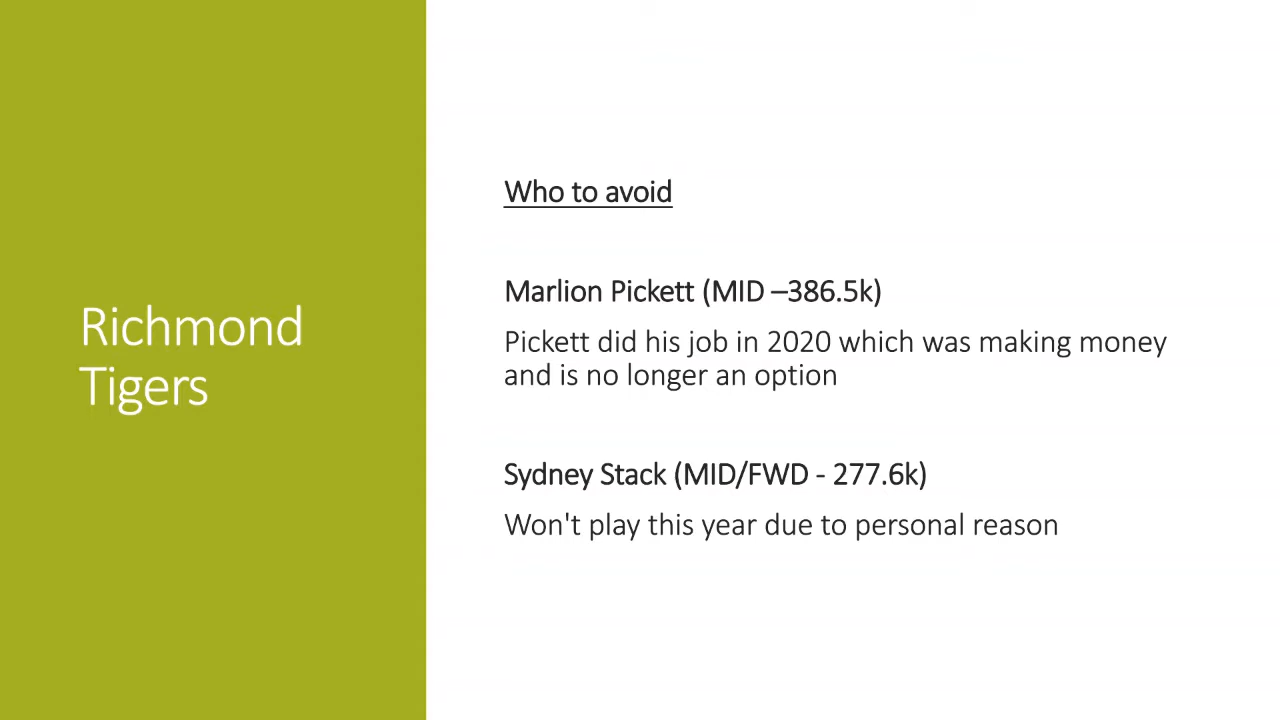 Richmond
Tigers
Who to avoid
Marlion Pickett (MID –386.5k)
Pickett did his job in 2020 which was making money
and is no longer an option
Sydney Stack (MID/FWD - 277.6k)
Won't play this year due to personal reason